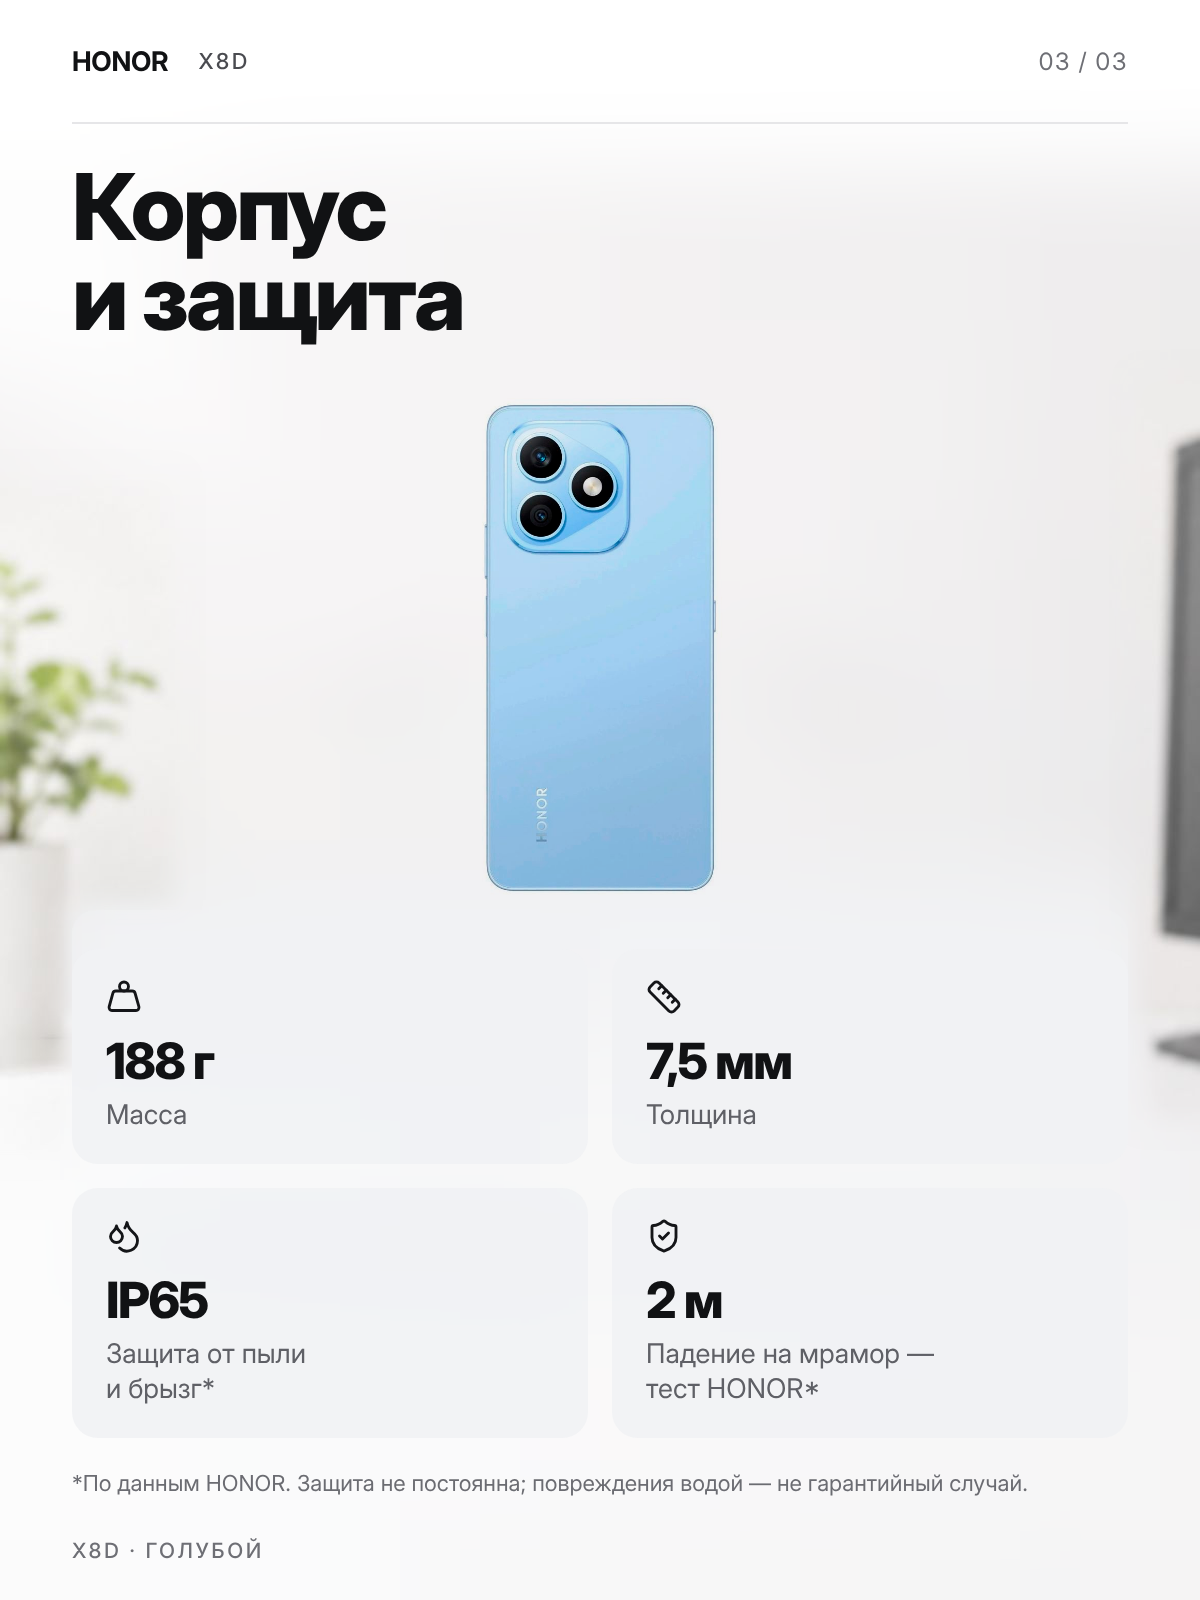 HONOR X8D 03 / 03
Корпус
и защита
HONOR
188 г
Масса
7,5 мм
Толщина
IP65
Защита от пыли
и брызг*
2 м
Падение на мрамор —
тест HONOR*
*По данным HONOR. Защита не постоянна; повреждения водой — не гарантийный случай.
X8D · ГОЛУБОЙ